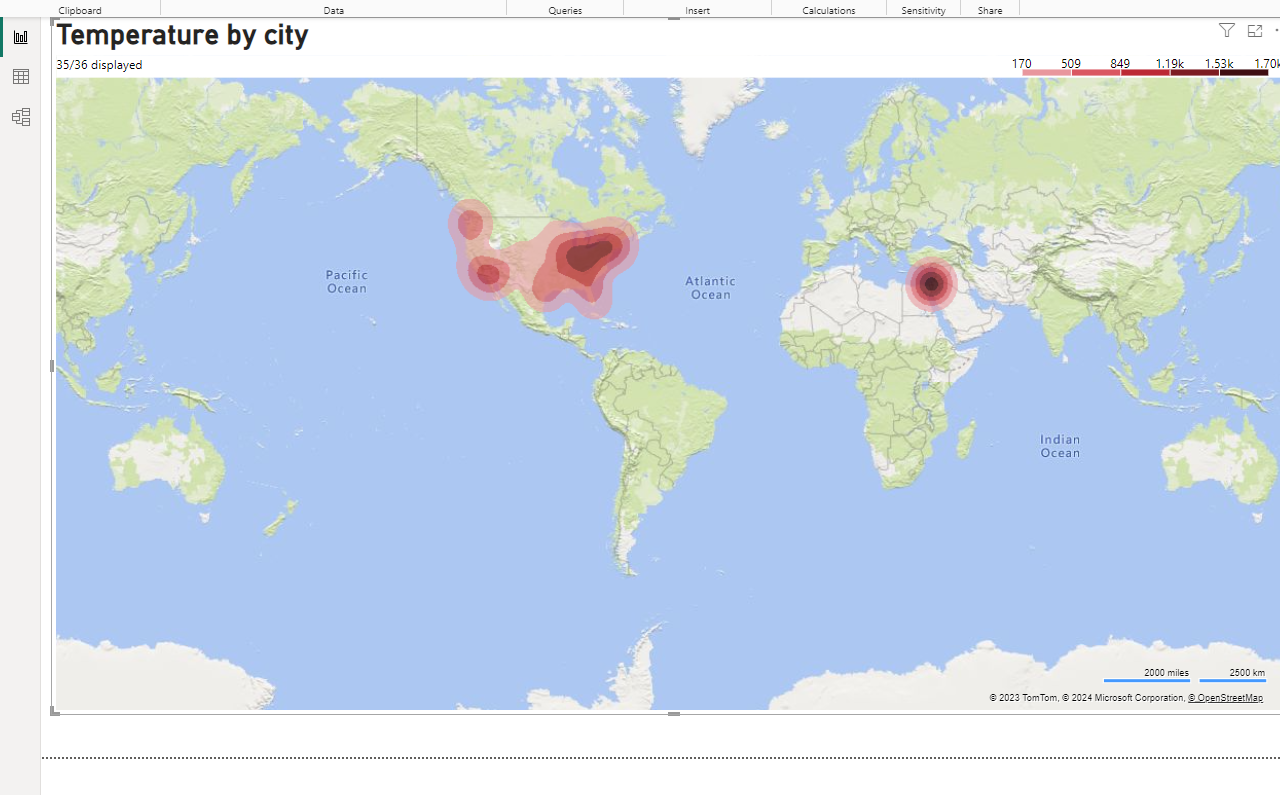 Clipboard Data Queries Insert Calculations Sensitivity Share
Temperature by city
35/36 displayed
170 509 849 1.19k 1.53k 1.70k
Pacific
Ocean
Atlantic
Ocean
Indian
Ocean
2000 miles 2500 km
© 2023 TomTom, © 2024 Microsoft Corporation, © OpenStreetMap